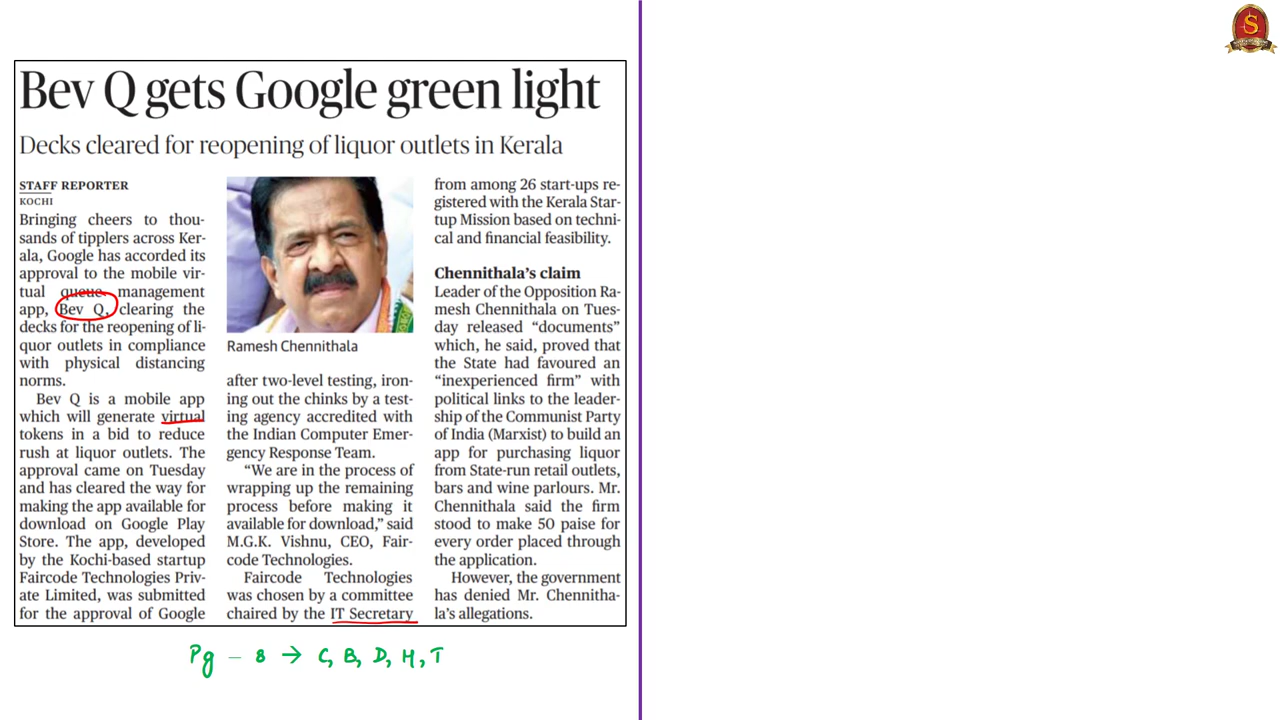 Bev Q gets Google green light
Decks cleared for reopening of liquor outlets in Kerala
STAFF REPORTER
KOCHI
Bringing cheers to thou-
sands of tipplers across Ker-
ala, Google has accorded its
approval to the mobile vir-
tual queue management
app, Bev Q, clearing the
decks for the reopening of li-
quor outlets in compliance
with physical distancing
norms.
Bev Q is a mobile app
which will generate virtual
tokens in a bid to reduce
rush at liquor outlets. The
approval came on Tuesday
and has cleared the way for
making the app available for
download on Google Play
Store. The app, developed
by the Kochi-based startup
Faircode Technologies Priv-
ate Limited, was submitted
for the approval of Google
Ramesh Chennithala
after two-level testing, iron-
ing out the chinks by a test-
ing agency accredited with
the Indian Computer Emer-
gency Response Team.
"We are in the process of
wrapping up the remaining
process before making it
available for download," said
M.G.K. Vishnu, CEO, Fair-
code Technologies.
Faircode Technologies
was chosen by a committee
chaired by the IT Secretary
from among 26 start-ups re-
gistered with the Kerala Star-
tup Mission based on techni-
cal and financial feasibility.
Chennithala's claim
Leader of the Opposition Ra-
mesh Chennithala on Tues-
day released "documents"
which, he said, proved that
the State had favoured an
"inexperienced firm" with
political links to the leader-
ship of the Communist Party
of India (Marxist) to build an
app for purchasing liquor
from State-run retail outlets,
bars and wine parlours. Mr.
Chennithala said the firm
stood to make 50 paise for
every order placed through
the application.
However, the government
has denied Mr. Chennitha-
la's allegations.
Pg - 8 → C, B, D, H, T
S